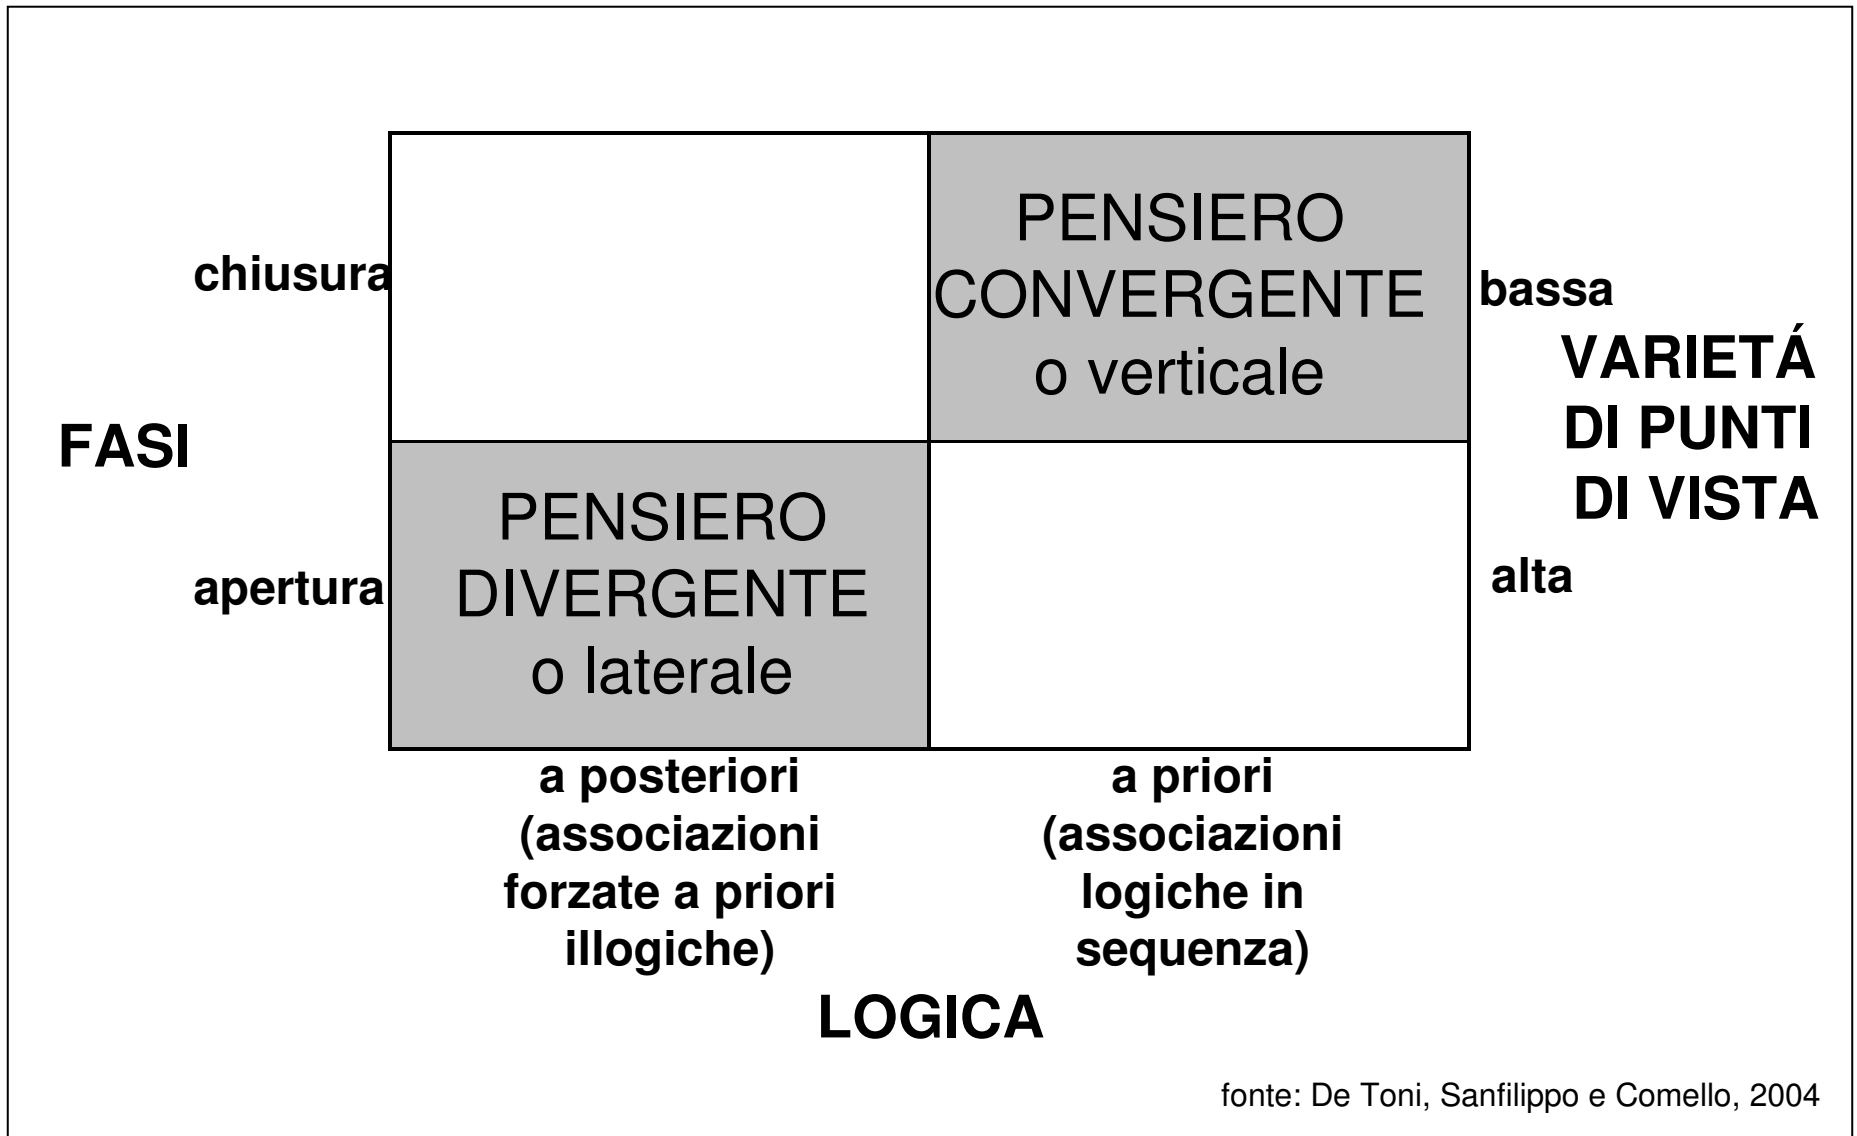 PENSIERO
CONVERGENTE
o verticale
chiusura
bassa
VARIETÁ
DI PUNTI
DI VISTA
FASI
PENSIERO
DIVERGENTE
o laterale
apertura
alta
a posteriori
(associazioni
forzate a priori
illogiche)
a priori
(associazioni
logiche in
sequenza)
LOGICA
fonte: De Toni, Sanfilippo e Comello, 2004